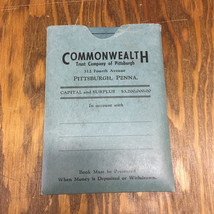 COMMONWEALTH
Trust Company of Pittsburgh
312 Fourth Avenue
PITTSBURGH, PENNA.
CAPITAL and SURPLUS
In account with
Book Must be Presented
When Money is Deposited or Withdrawn.